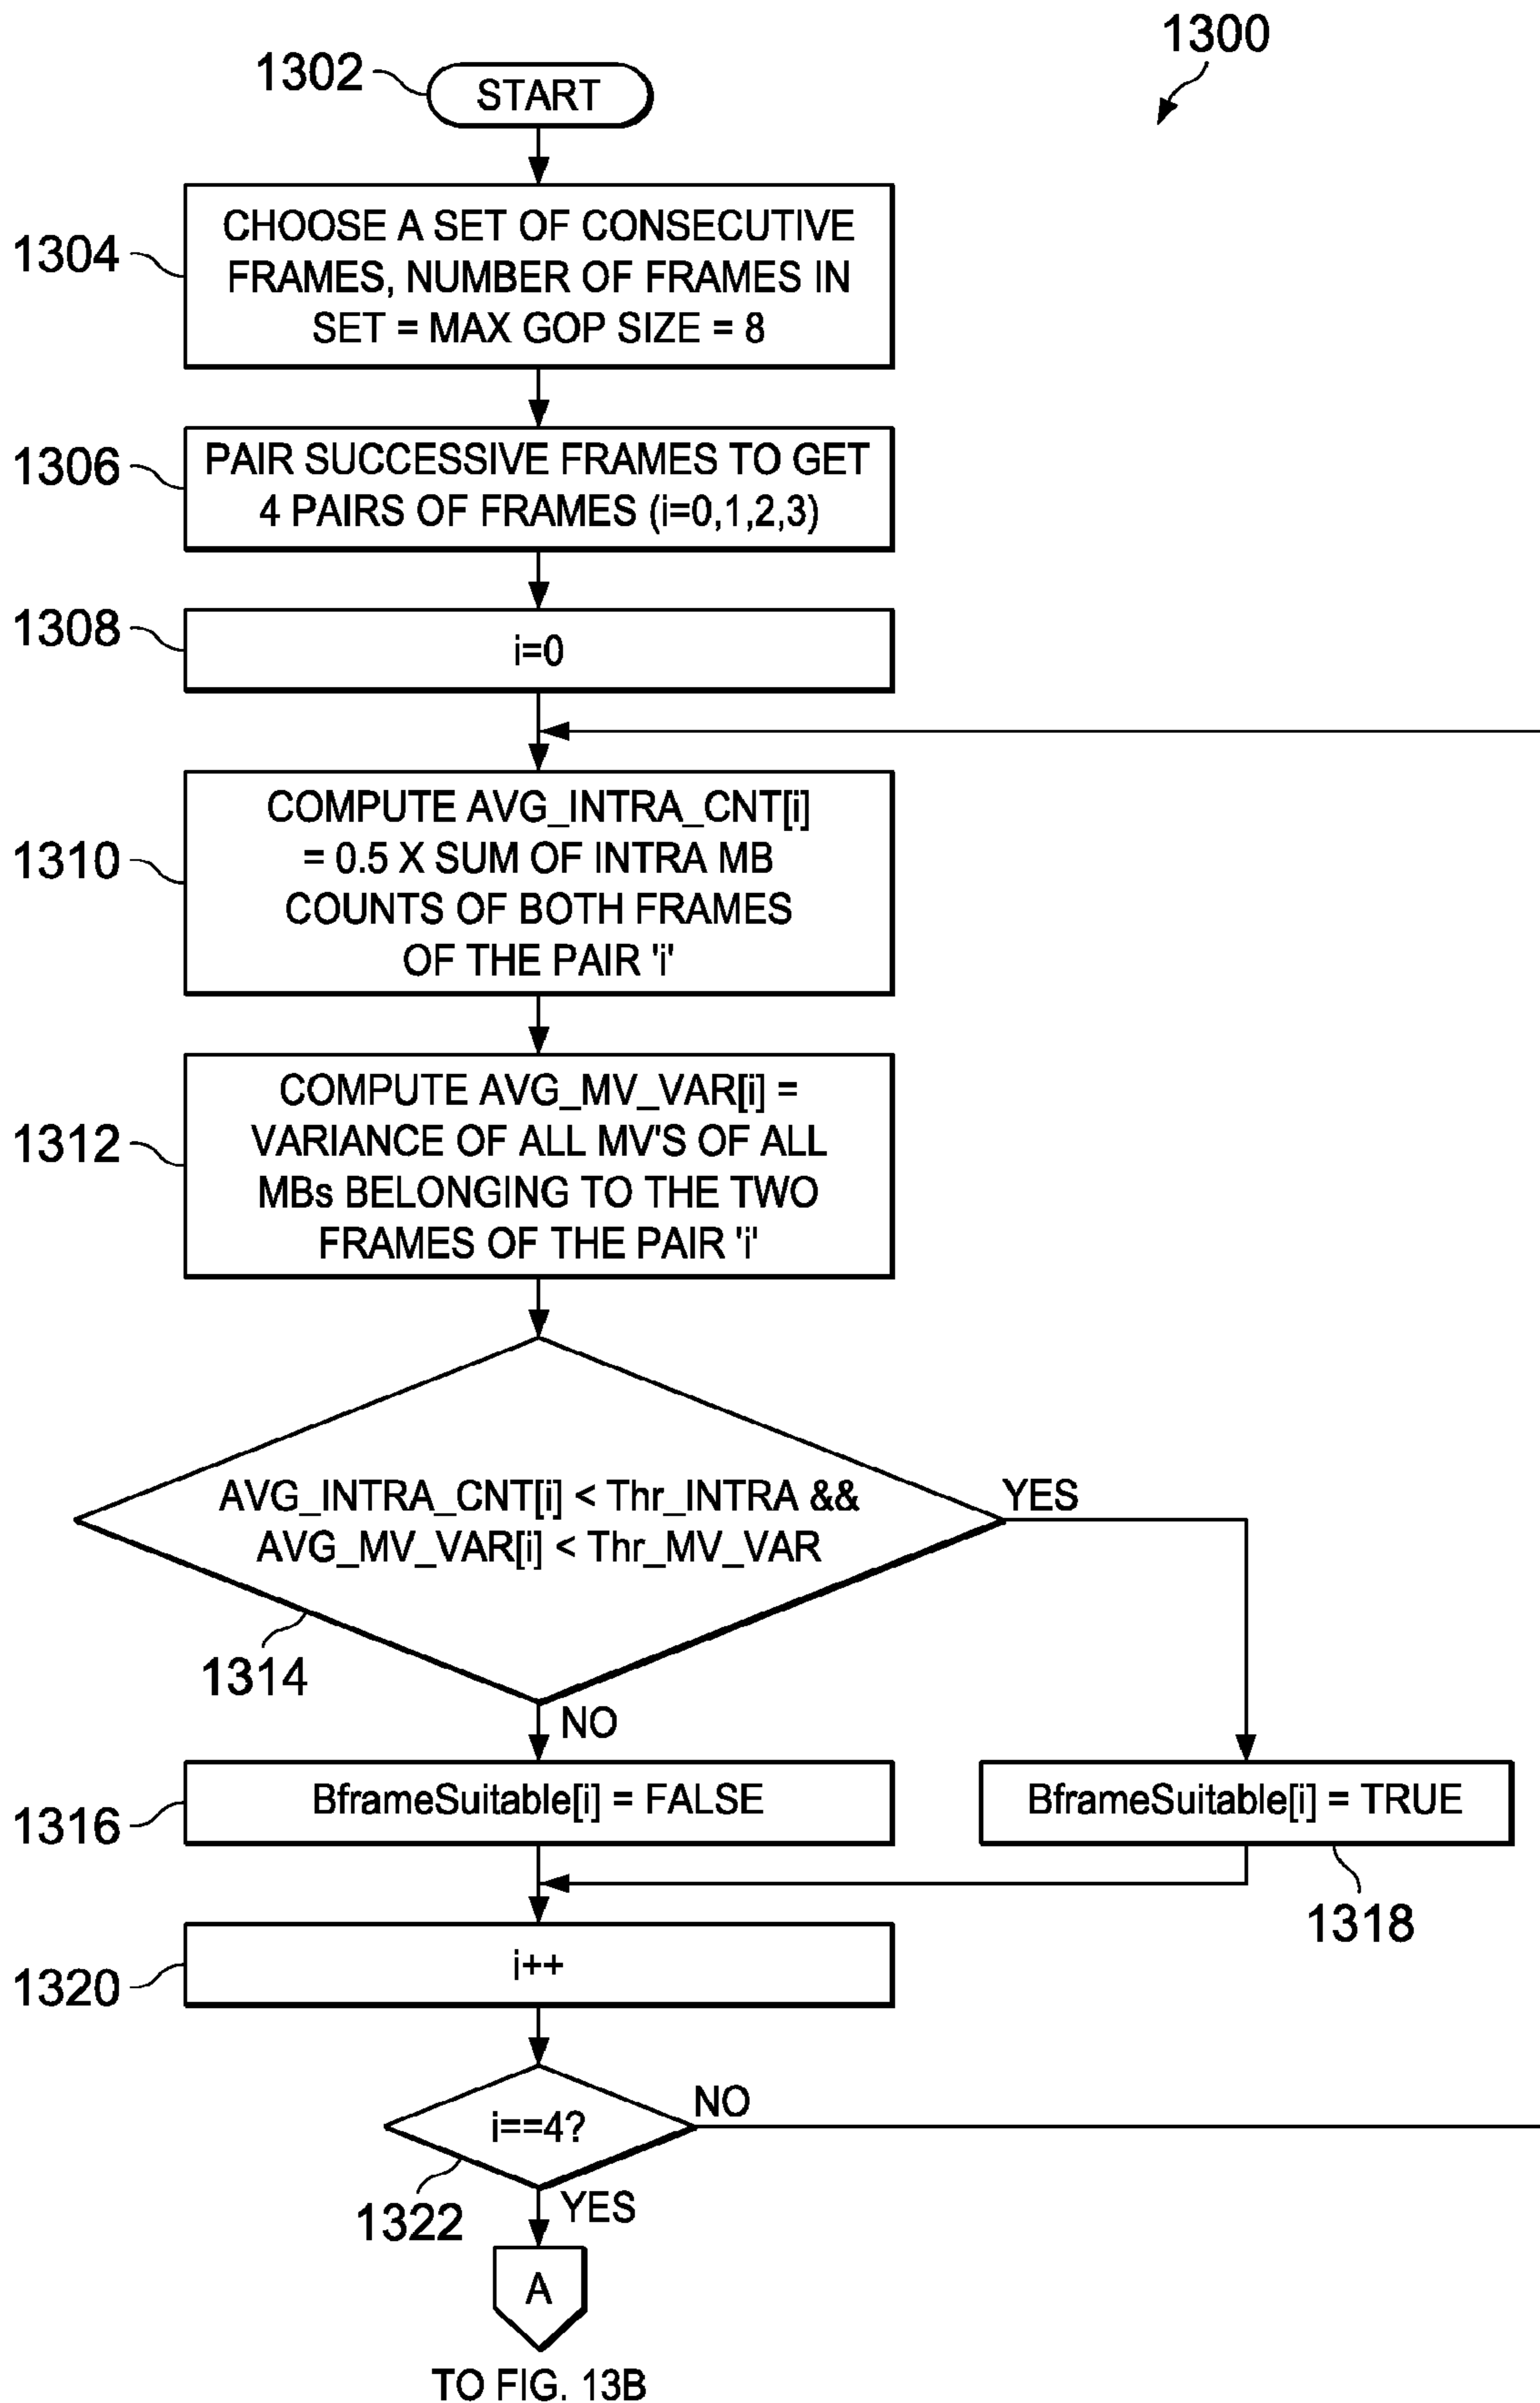 1300
1302
START
1304
CHOOSE A SET OF CONSECUTIVE
FRAMES, NUMBER OF FRAMES IN
SET = MAX GOP SIZE = 8
1306
PAIR SUCCESSIVE FRAMES TO GET
4 PAIRS OF FRAMES (i=0,1,2,3)
1308
i=0
1310
COMPUTE AVG_INTRA_CNT[i]
= 0.5 X SUM OF INTRA MB
COUNTS OF BOTH FRAMES
OF THE PAIR 'i'
1312
COMPUTE AVG_MV_VAR[i] =
VARIANCE OF ALL MV'S OF ALL
MBs BELONGING TO THE TWO
FRAMES OF THE PAIR 'i'
AVG_INTRA_CNT[i] < Thr_INTRA &&
AVG_MV_VAR[i] < Thr_MV_VAR
YES
1314
NO
1316
BframeSuitable[i] = FALSE
BframeSuitable[i] = TRUE
1318
1320
i++
i==4?
NO
1322
YES
A
TO FIG. 13B